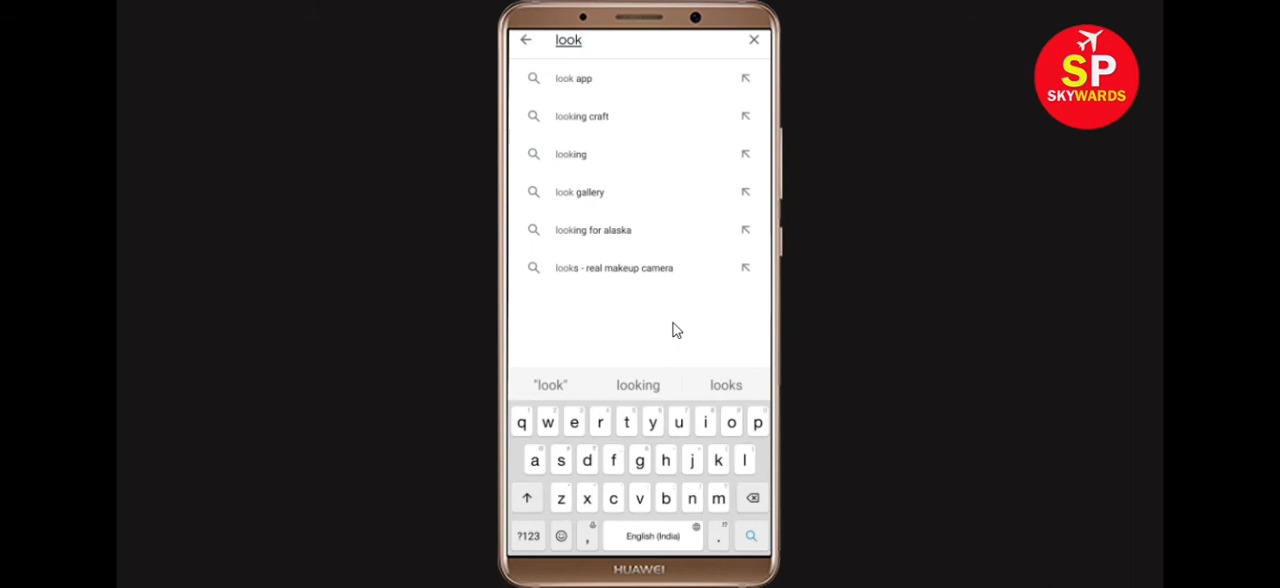 look
look app
looking craft
looking
look gallery
looking for alaska
looks - real makeup camera
"look" looking looks
q w e r t y u i o p
a s d f g h j k l
z x c v b n m
?123 , English (India) .
HUAWEI
SP
SKYWARDS